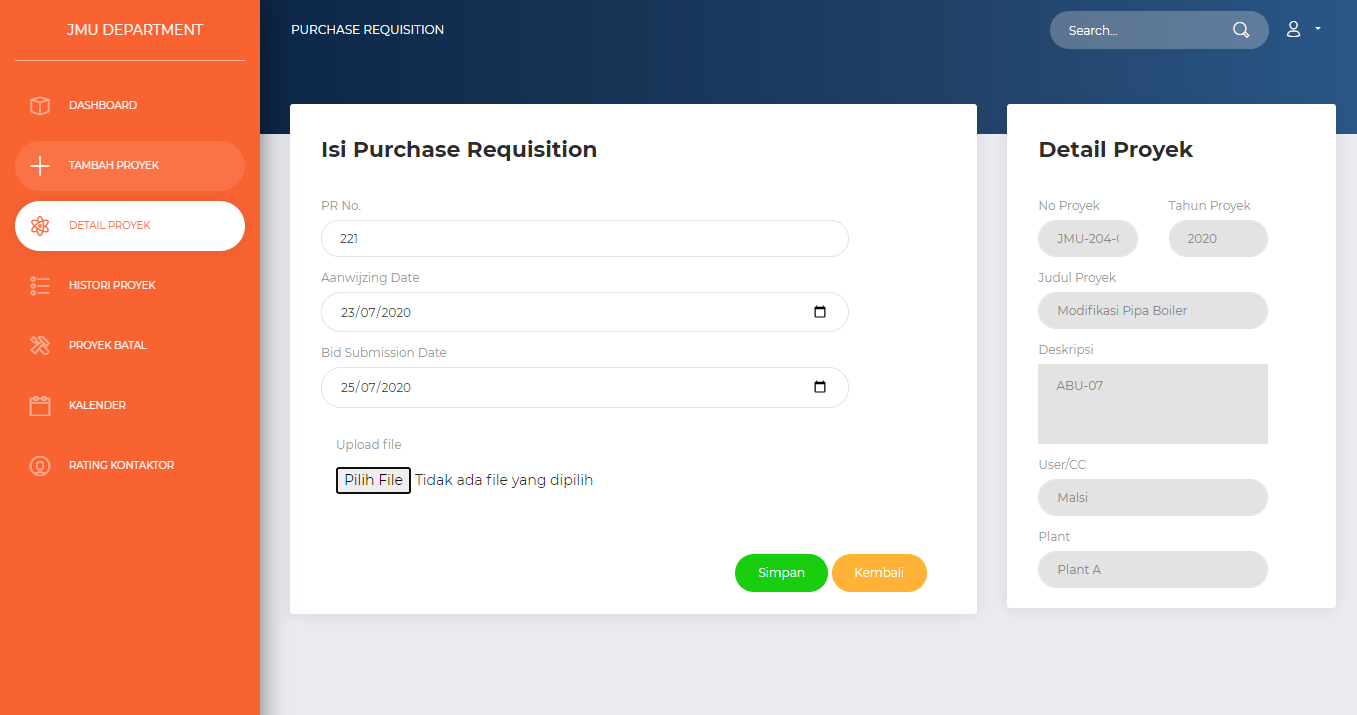 JMU DEPARTMENT
DASHBOARD
TAMBAH PROYEK
DETAIL PROYEK
HISTORI PROYEK
PROYEK BATAL
KALENDER
RATING KONTAKTOR
PURCHASE REQUISITION
Search...
Isi Purchase Requisition
PR No.
221
Aanwijzing Date
23/07/2020
Bid Submission Date
25/07/2020
Upload file
Pilih File Tidak ada file yang dipilih
Simpan Kembali
Detail Proyek
No Proyek Tahun Proyek
JMU-204- 2020
Judul Proyek
Modifikasi Pipa Boiler
Deskripsi
ABU-07
User/CC
Malsi
Plant
Plant A